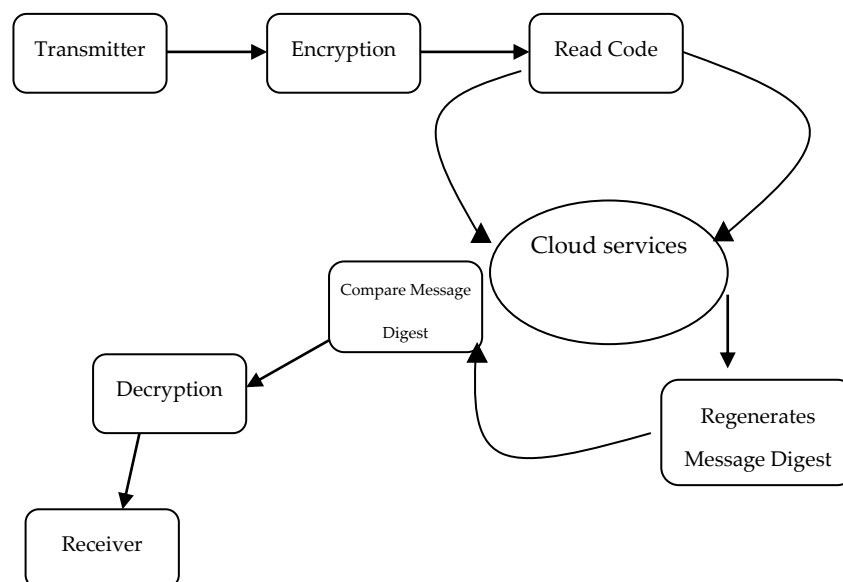 Transmitter
Encryption
Read Code
Cloud services
Compare Message
Digest
Decryption
Regenerates
Message Digest
Receiver